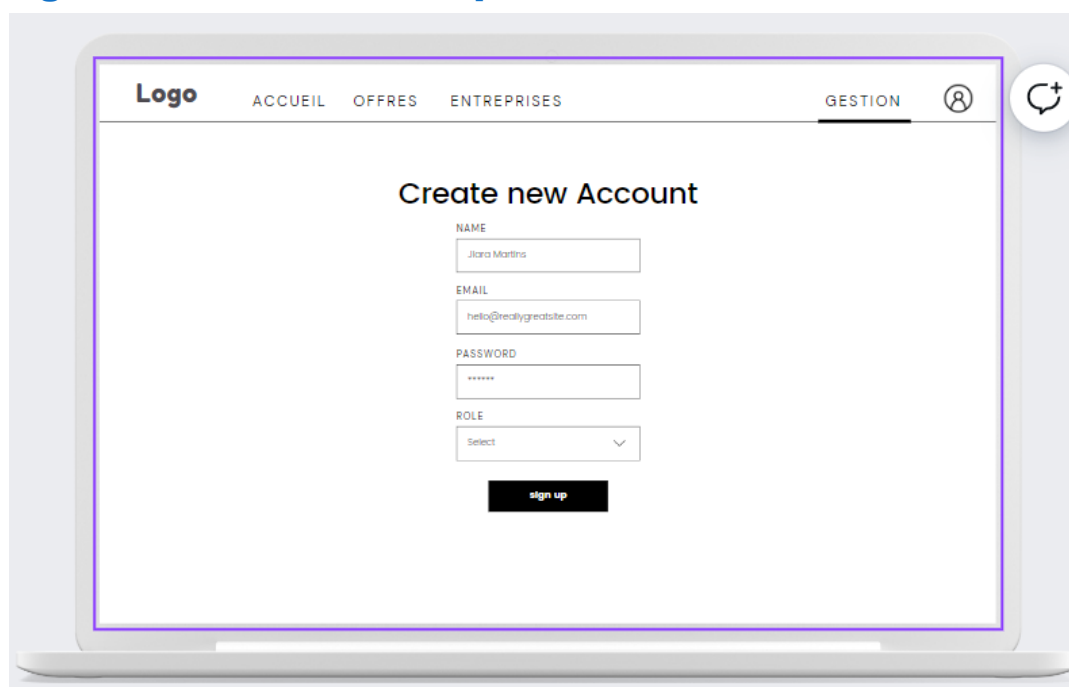 Logo ACCUEIL OFFRES ENTREPRISES GESTION
Create new Account
NAME
Jiara Martins
EMAIL
hello@reallygreatsite.com
PASSWORD
******
ROLE
Select
sign up